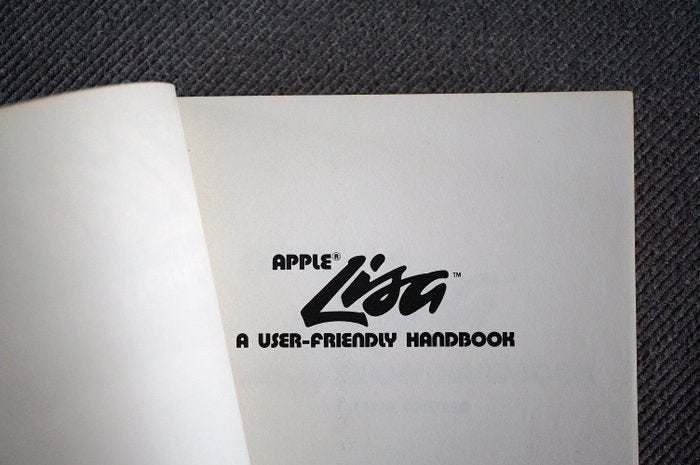 APPLE® Lisa™
A USER-FRIENDLY HANDBOOK